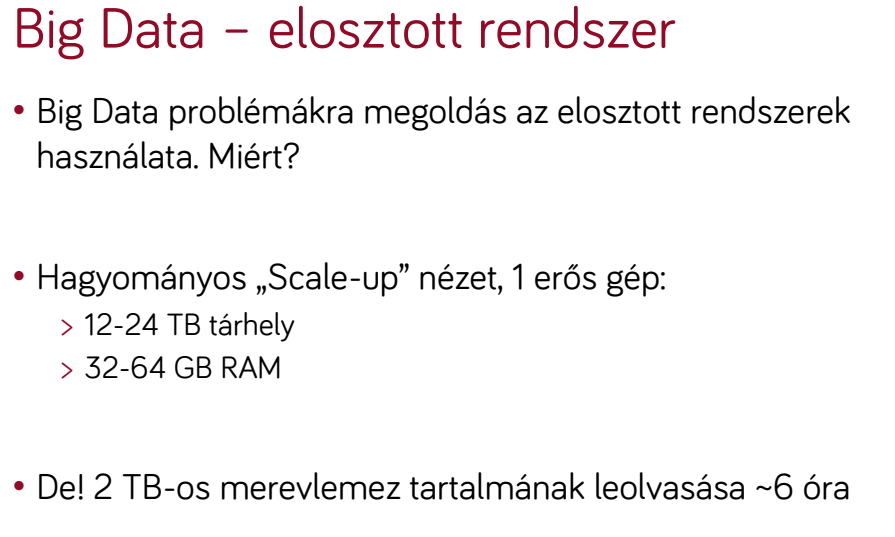 Big Data – elosztott rendszer
• Big Data problémákra megoldás az elosztott rendszerek
használata. Miért?
• Hagyományos „Scale-up” nézet, 1 erős gép:
> 12-24 TB tárhely
> 32-64 GB RAM
• De! 2 TB-os merevlemez tartalmának leolvasása ~6 óra